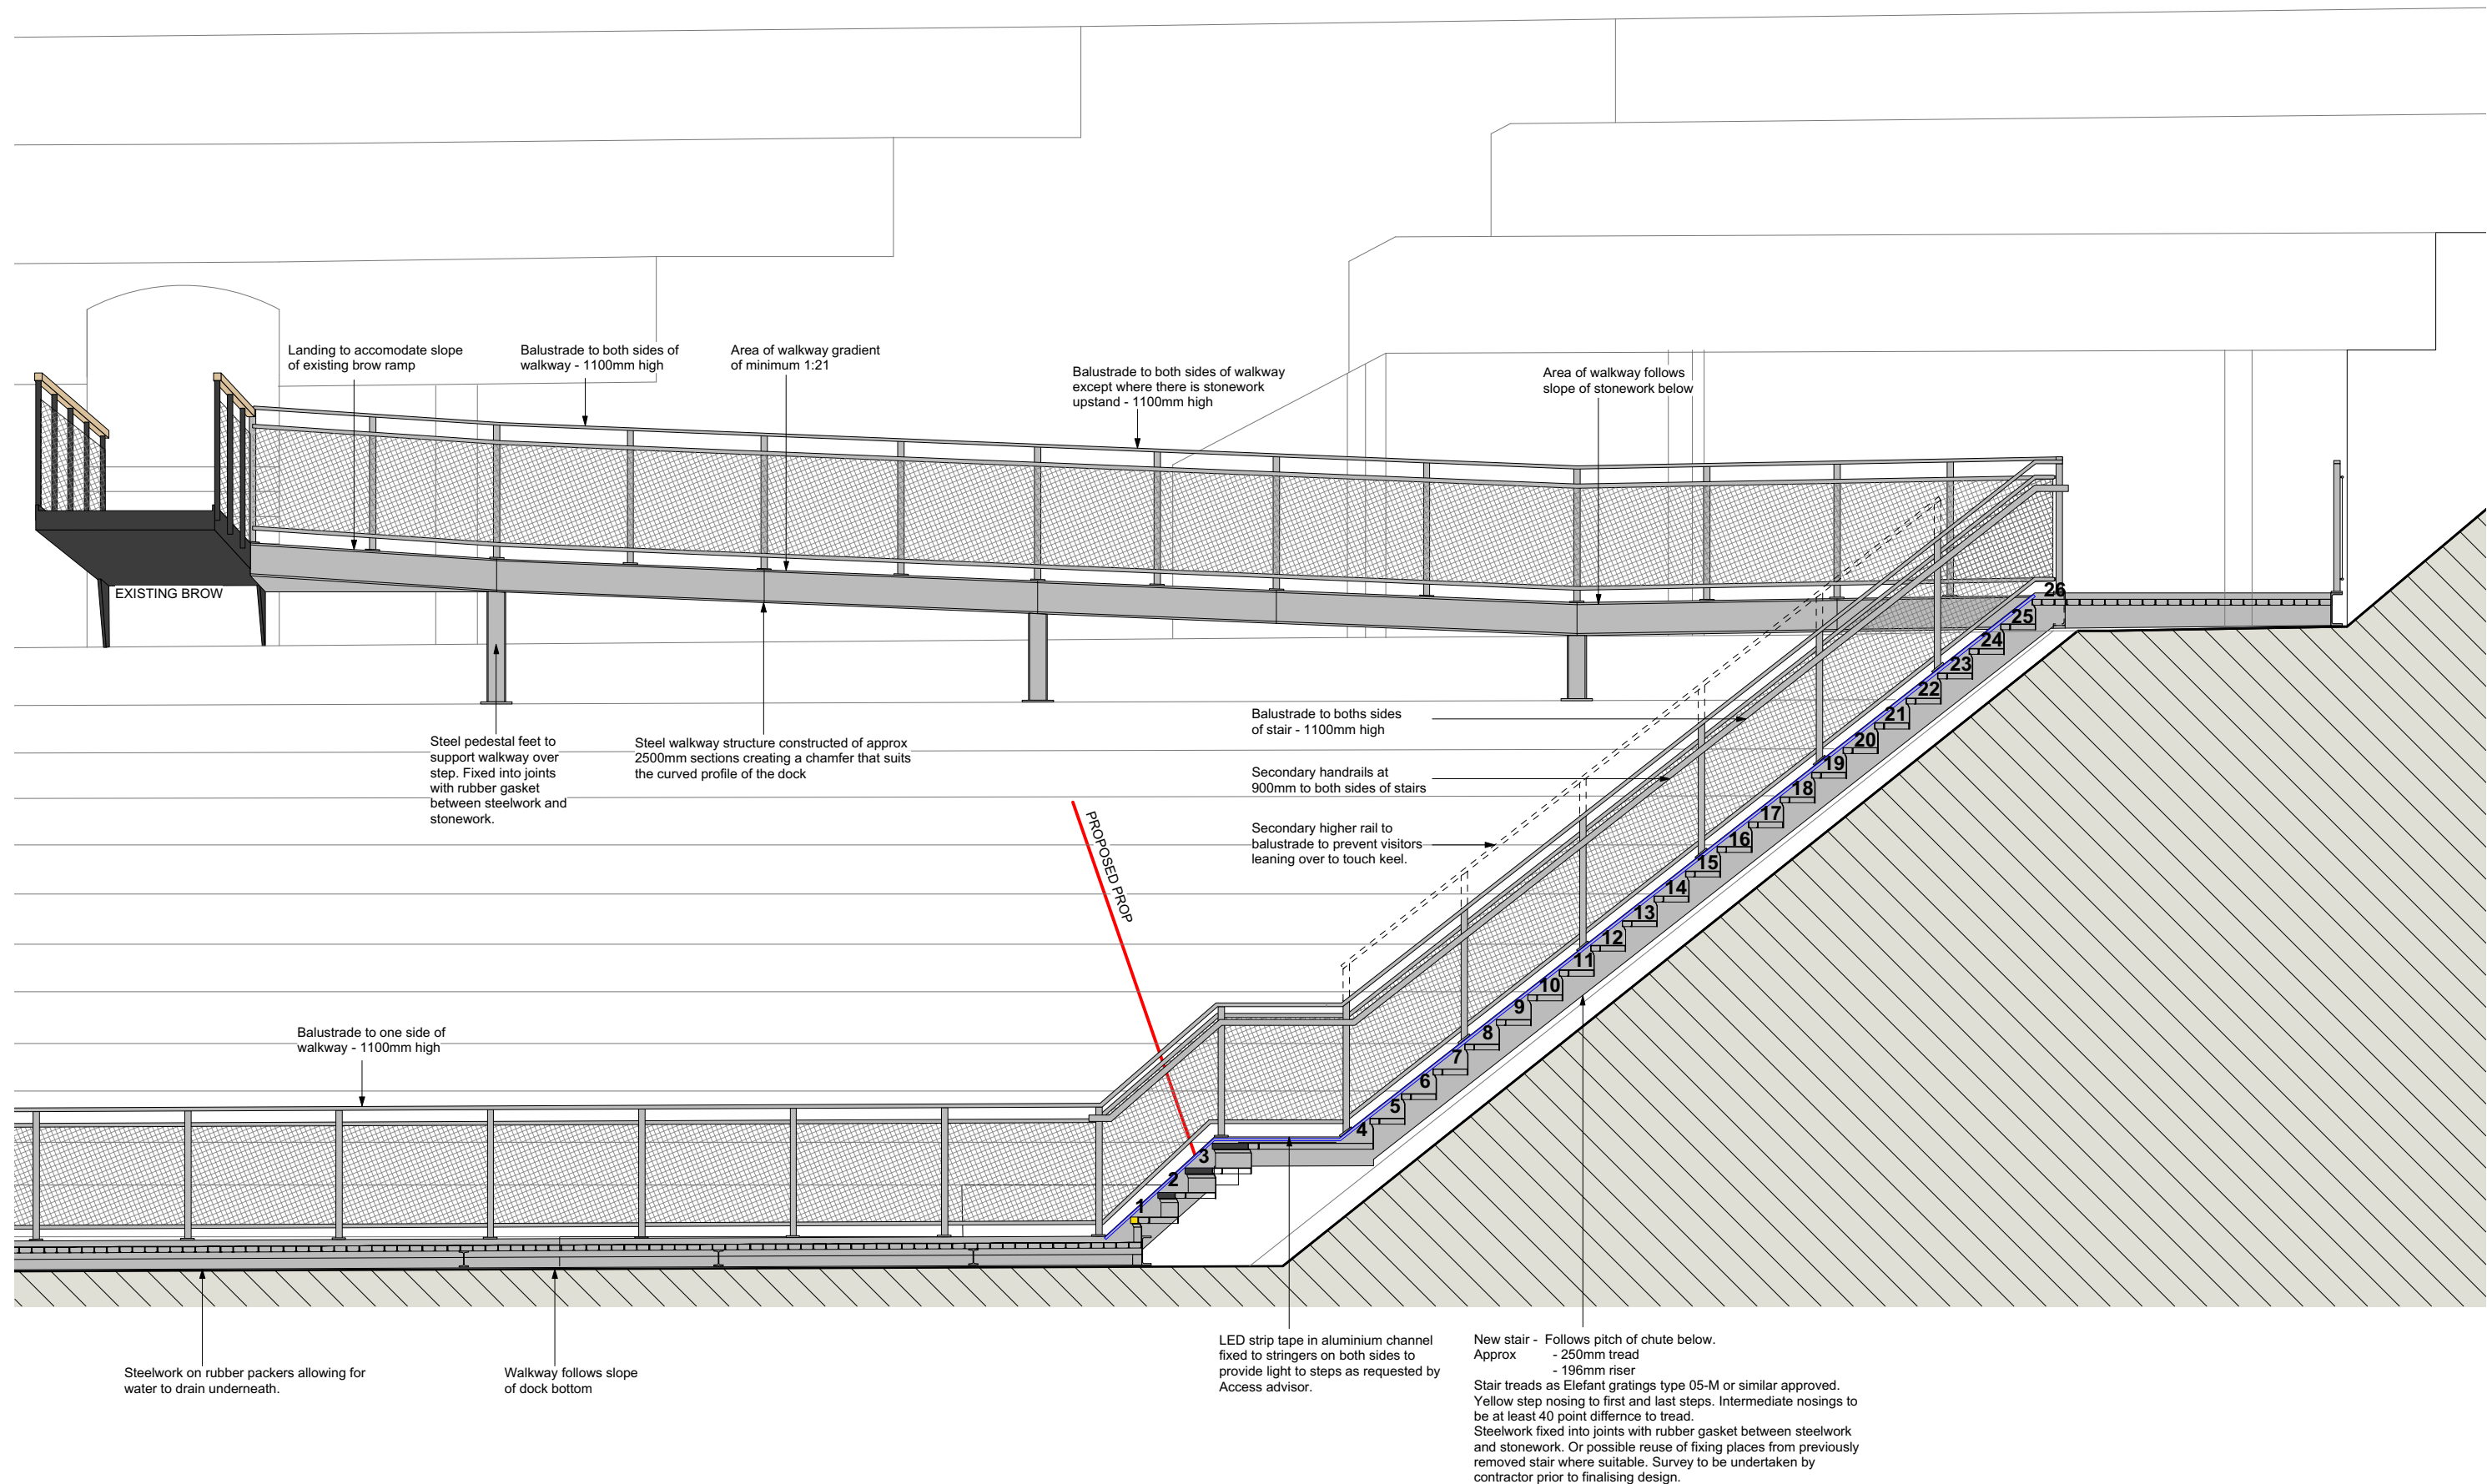 Landing to accomodate slope
of existing brow ramp
Balustrade to both sides of
walkway - 1100mm high
Area of walkway gradient
of minimum 1:21
Balustrade to both sides of walkway
except where there is stonework
upstand - 1100mm high
Area of walkway follows
slope of stonework below
EXISTING BROW
Steel pedestal feet to
support walkway over
step. Fixed into joints
with rubber gasket
between steelwork and
stonework.
Steel walkway structure constructed of approx
2500mm sections creating a chamfer that suits
the curved profile of the dock
Balustrade to boths sides
of stair - 1100mm high
Secondary handrails at
900mm to both sides of stairs
Secondary higher rail to
balustrade to prevent visitors
leaning over to touch keel.
PROPOSED PROP
26
25
24
23
22
21
20
19
18
17
16
15
14
13
12
11
10
9
8
7
6
5
4
3
2
1
Balustrade to one side of
walkway - 1100mm high
Steelwork on rubber packers allowing for
water to drain underneath.
Walkway follows slope
of dock bottom
LED strip tape in aluminium channel
fixed to stringers on both sides to
provide light to steps as requested by
Access advisor.
New stair - Follows pitch of chute below.
Approx - 250mm tread
- 196mm riser
Stair treads as Elefant gratings type 05-M or similar approved.
Yellow step nosing to first and last steps. Intermediate nosings to
be at least 40 point differnce to tread.
Steelwork fixed into joints with rubber gasket between steelwork
and stonework. Or possible reuse of fixing places from previously
removed stair where suitable. Survey to be undertaken by
contractor prior to finalising design.